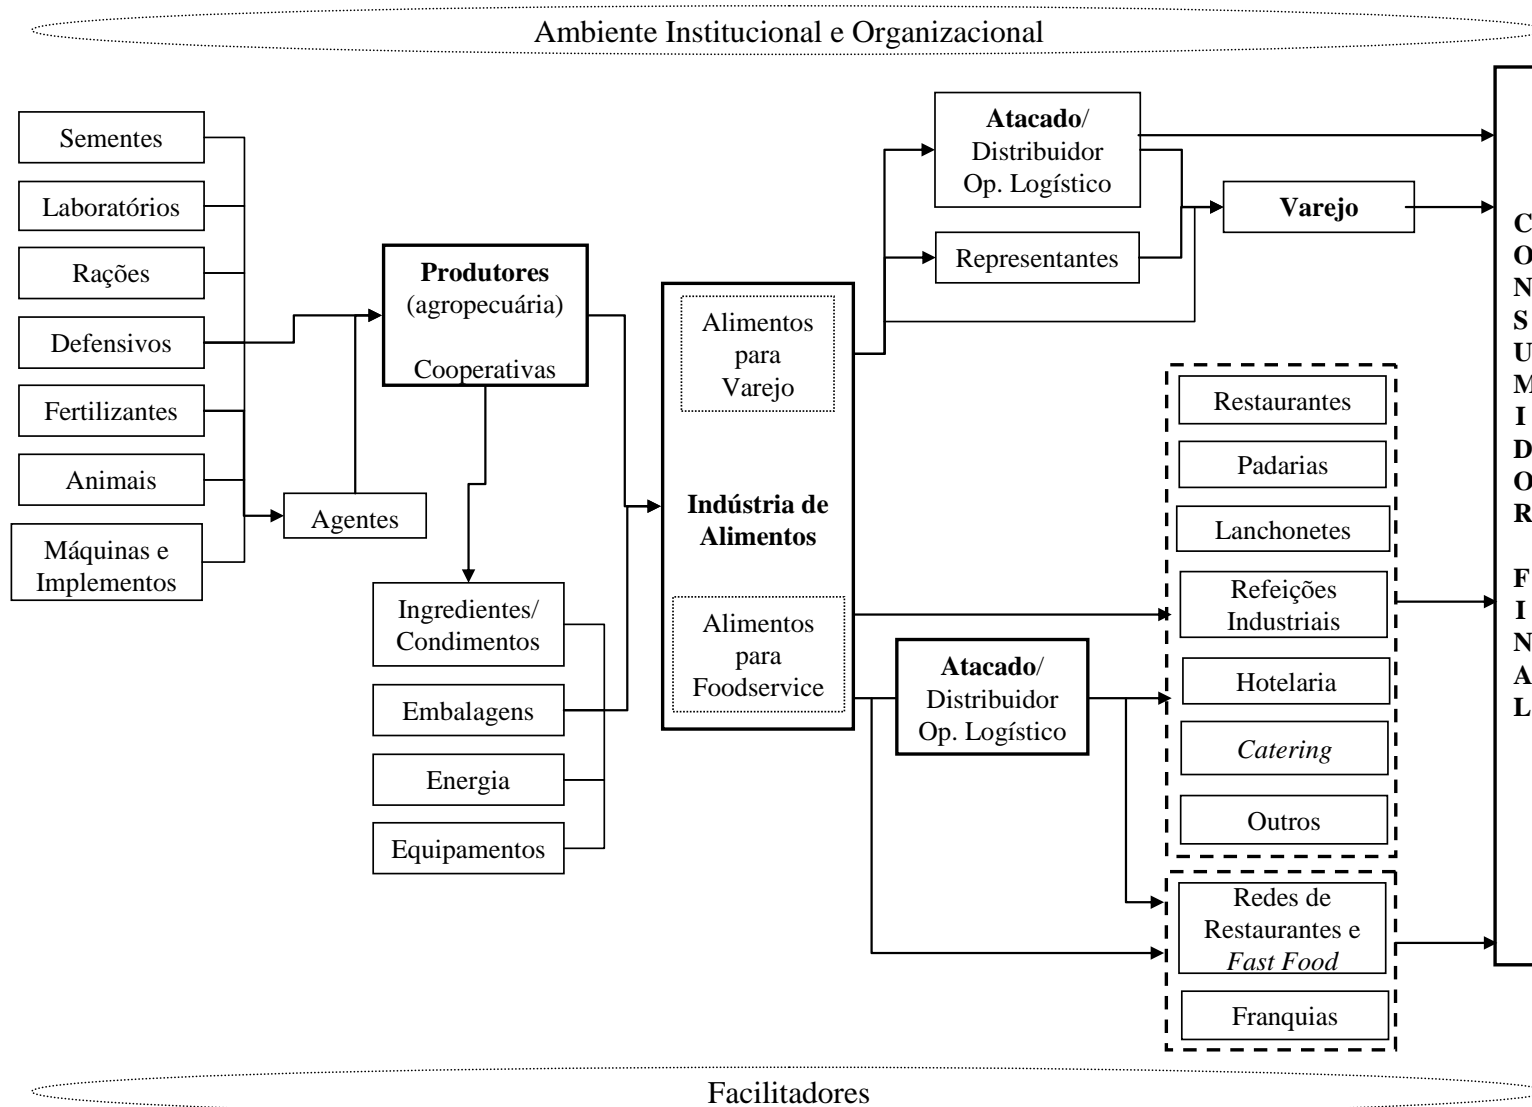 Ambiente Institucional e Organizacional
Sementes
Laboratórios
Rações
Defensivos
Fertilizantes
Animais
Máquinas e
Implementos
Agentes
Produtores
(agropecuária)
Cooperativas
Ingredientes/
Condimentos
Embalagens
Energia
Equipamentos
Alimentos
para
Varejo
Indústria de
Alimentos
Alimentos
para
Foodservice
Atacado/
Distribuidor
Op. Logístico
Representantes
Varejo
Atacado/
Distribuidor
Op. Logístico
Restaurantes
Padarias
Lanchonetes
Refeições
Industriais
Hotelaria
Catering
Outros
Redes de
Restaurantes e
Fast Food
Franquias
CONSUMIDOR FINAL
Facilitadores